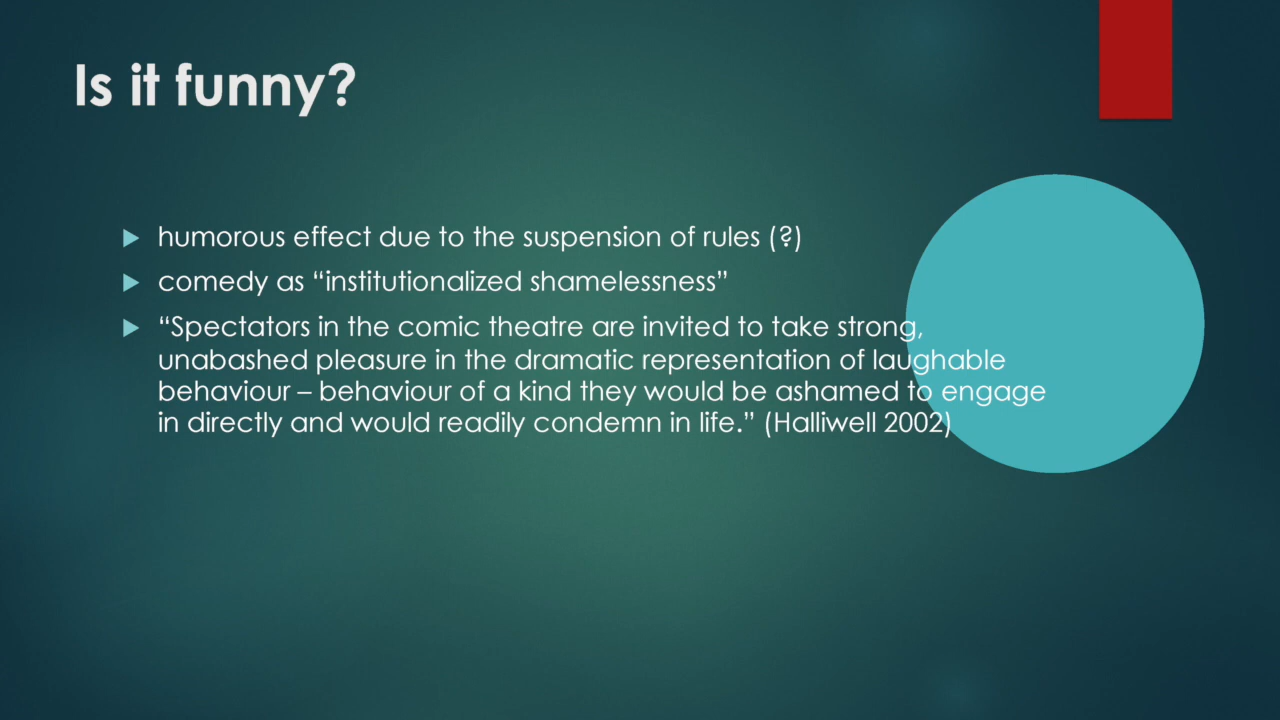 Is it funny?
humorous effect due to the suspension of rules (?)
comedy as “institutionalized shamelessness”
“Spectators in the comic theatre are invited to take strong,
unabashed pleasure in the dramatic representation of laughable
behaviour – behaviour of a kind they would be ashamed to engage
in directly and would readily condemn in life.” (Halliwell 2002)